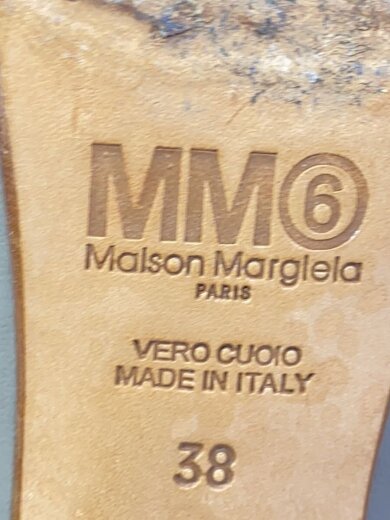 MM⑥
Maison Margiela
PARIS
VERO CUOIO
MADE IN ITALY
38